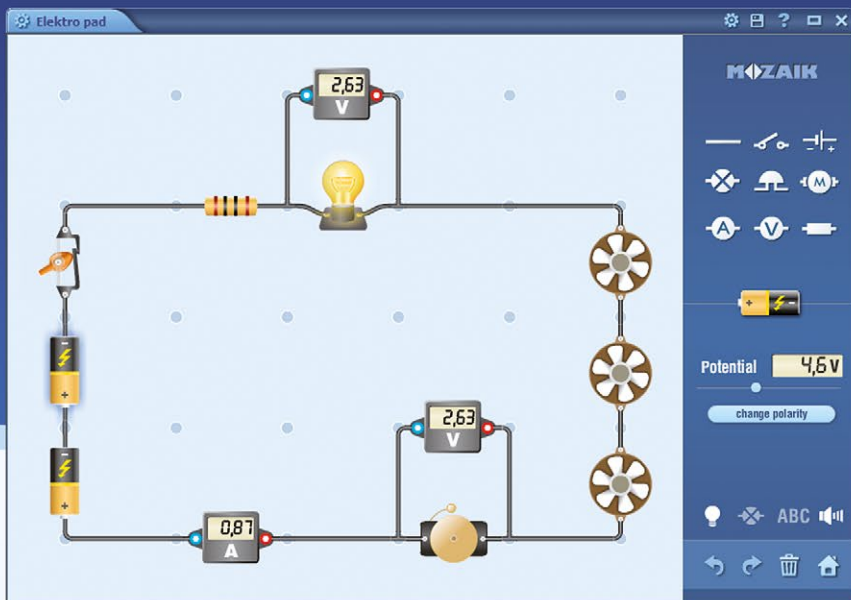 Elektro pad
MOZAIK
2,63
V
M
A
V
Potential
4,6 V
change polarity
2,63
V
0,87
A
ABC